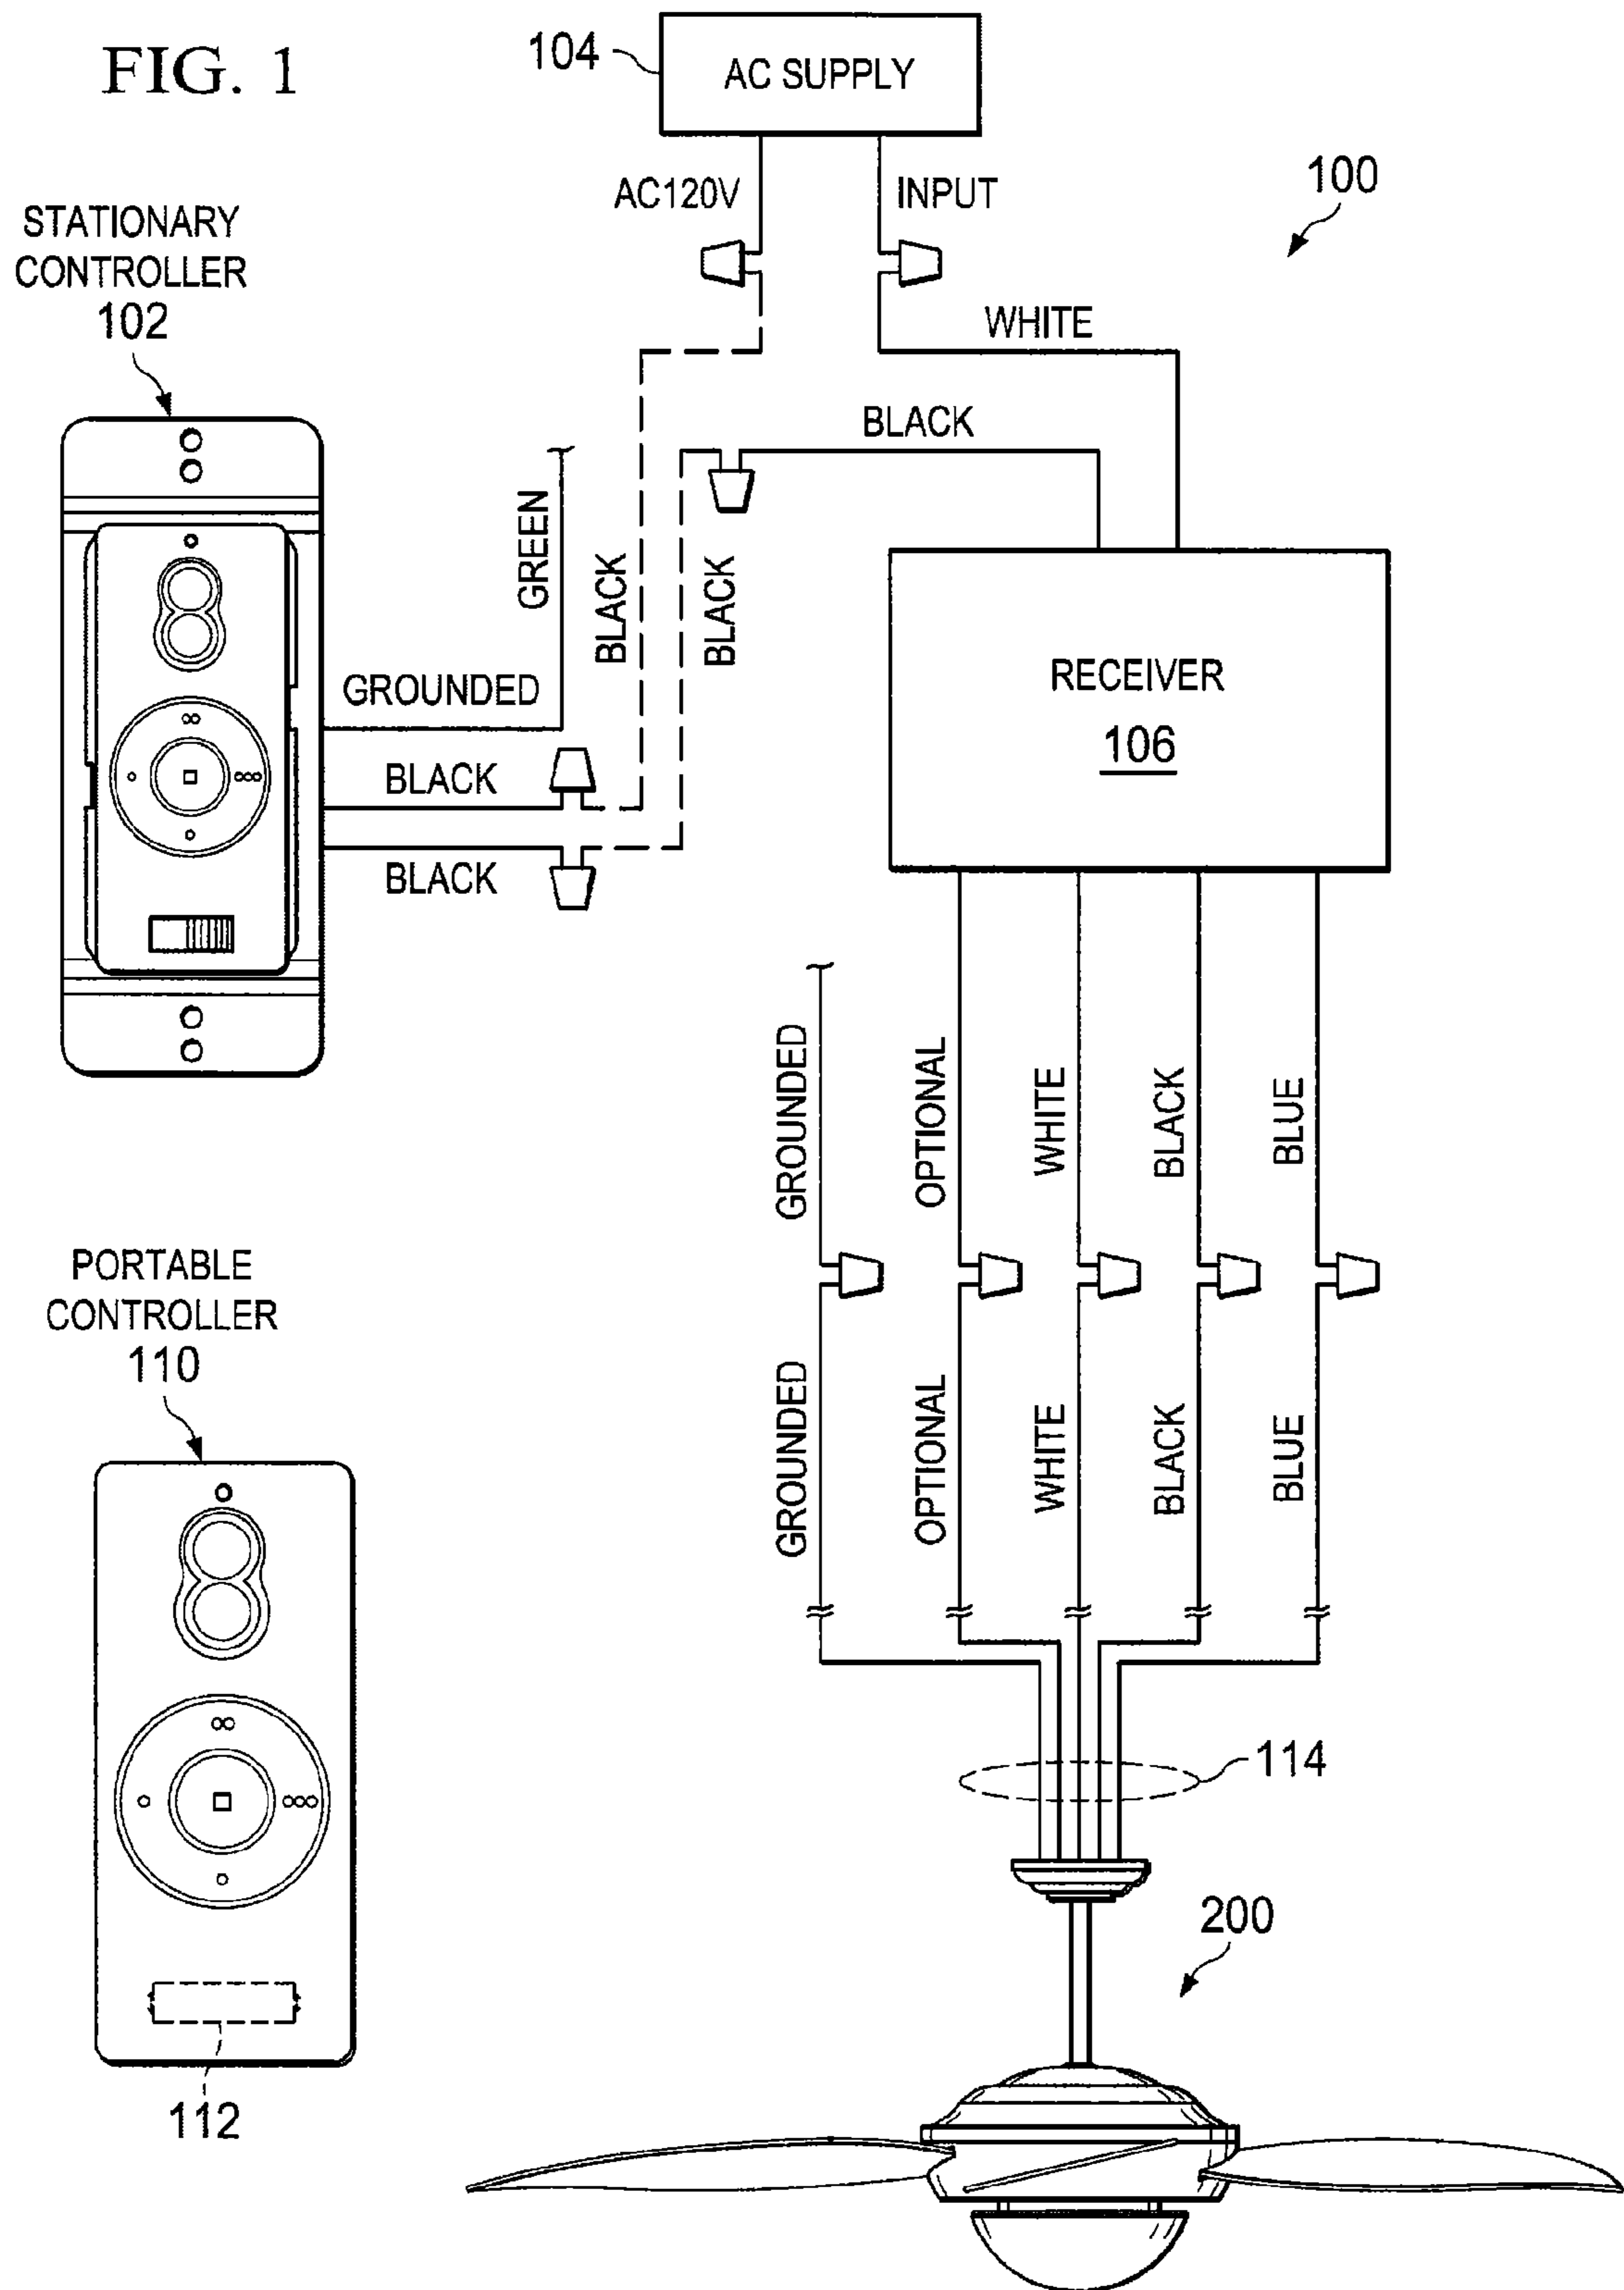 FIG. 1
104
AC SUPPLY
AC120V
INPUT
100
STATIONARY
CONTROLLER
102
WHITE
BLACK
GREEN
BLACK
BLACK
GROUNDED
BLACK
BLACK
RECEIVER
106
GROUNDED
OPTIONAL
WHITE
BLACK
BLUE
PORTABLE
CONTROLLER
110
GROUNDED
OPTIONAL
WHITE
BLACK
BLUE
114
200
112